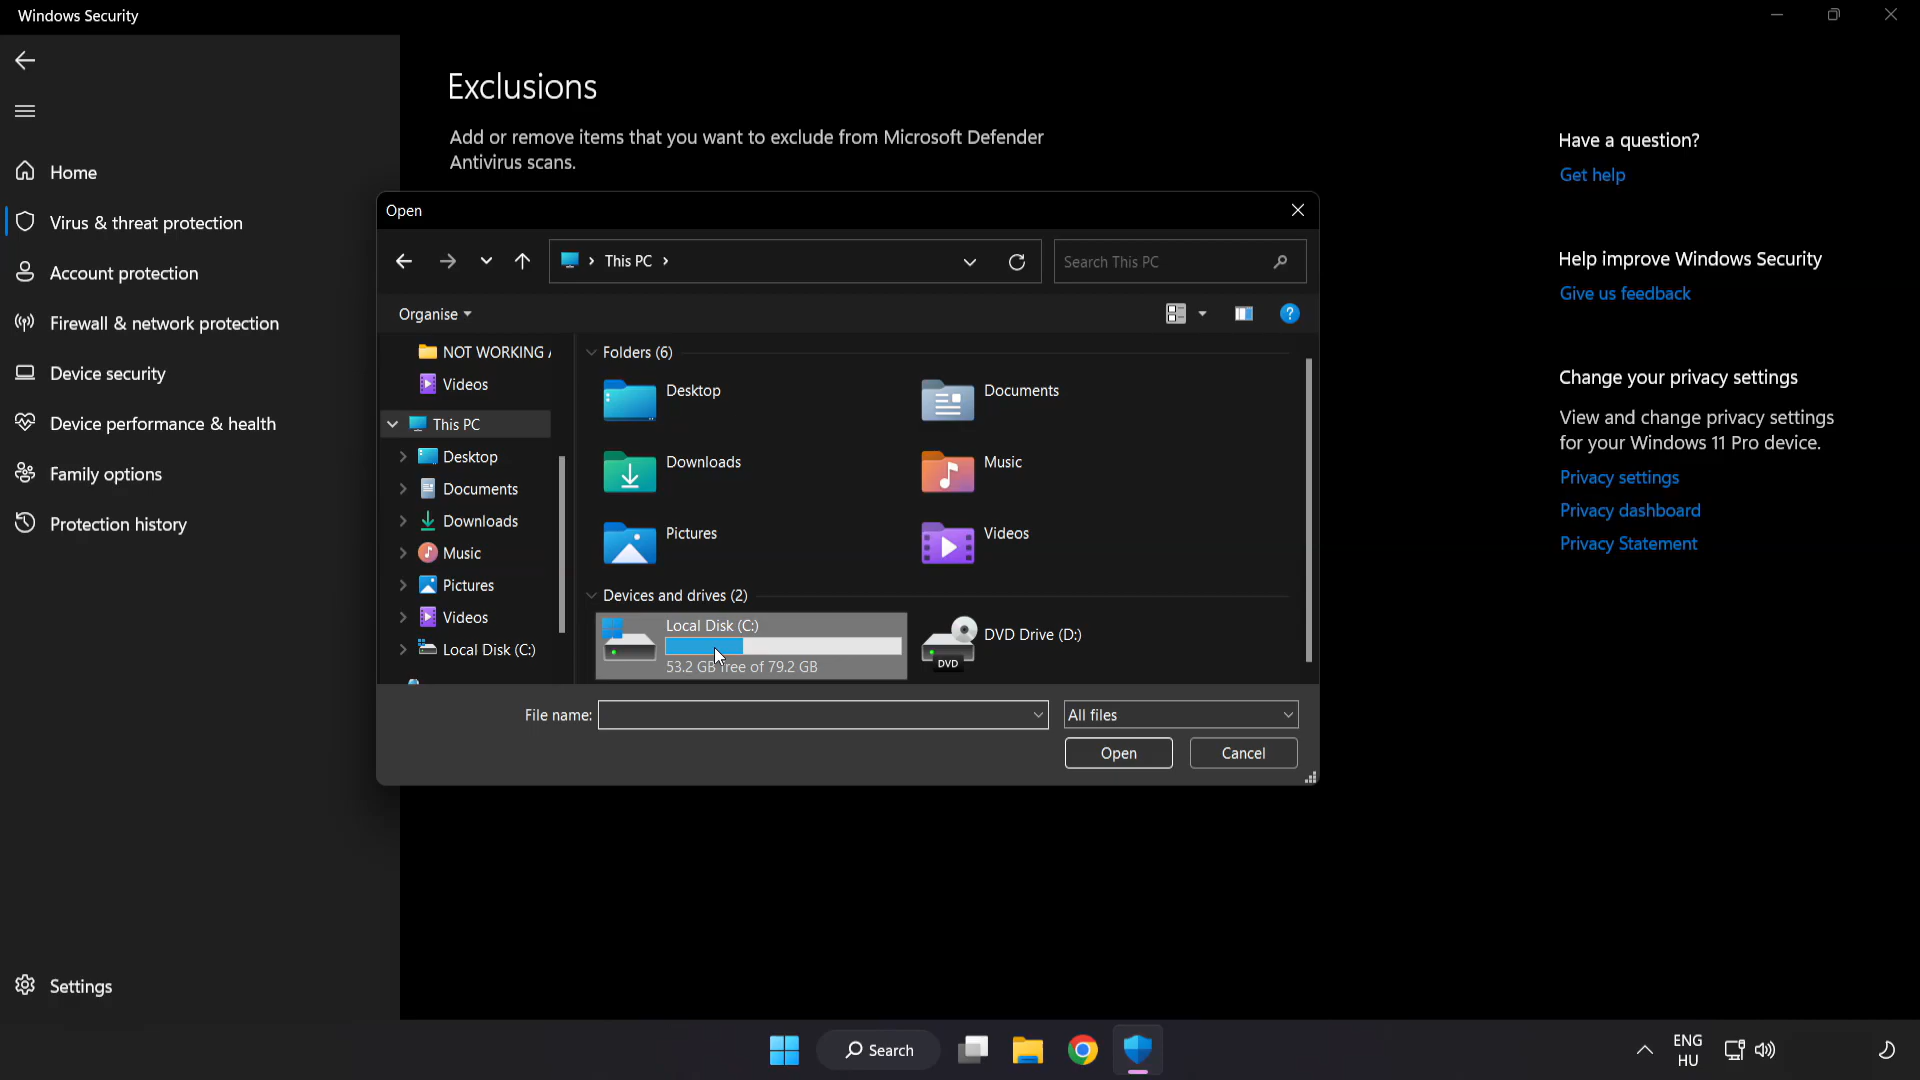 Windows Security
Home
Virus & threat protection
Account protection
Firewall & network protection
Device security
Device performance & health
Family options
Protection history
Settings
Exclusions
Add or remove items that you want to exclude from Microsoft Defender
Antivirus scans.
Open
This PC
Search This PC
Organise
?
NOT WORKING
Videos
This PC
Desktop
Documents
Downloads
Music
Pictures
Videos
Local Disk (C:)
Folders (6)
Desktop
Documents
Downloads
Music
Pictures
Videos
Devices and drives (2)
Local Disk (C:)
53.2 GB free of 79.2 GB
DVD
DVD Drive (D:)
File name:
All files
Open
Cancel
Have a question?
Get help
Help improve Windows Security
Give us feedback
Change your privacy settings
View and change privacy settings
for your Windows 11 Pro device.
Privacy settings
Privacy dashboard
Privacy Statement
Search
ENG
HU